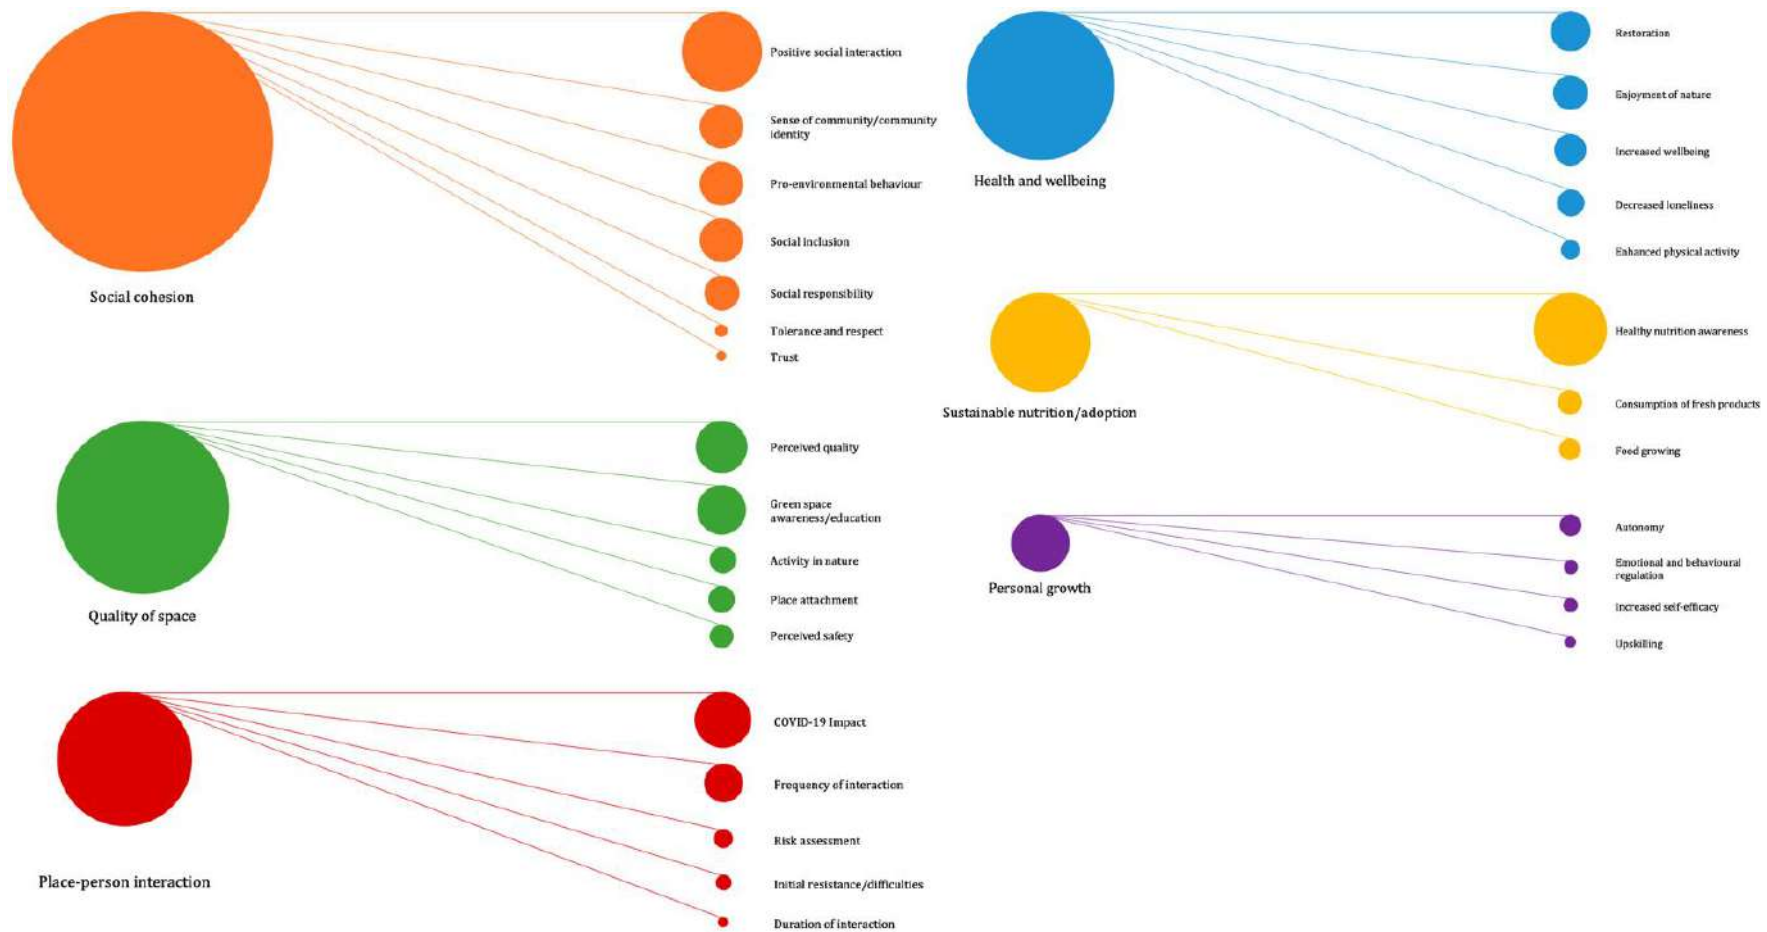 Social cohesion
Positive social interaction
Sense of community/community
identity
Pro-environmental behaviour
Social inclusion
Social responsibility
Tolerance and respect
Trust
Quality of space
Perceived quality
Green space
awareness/education
Activity in nature
Place attachment
Perceived safety
Place-person interaction
COVID-19 Impact
Frequency of interaction
Risk assessment
Initial resistance/difficulties
Duration of interaction
Health and wellbeing
Restoration
Enjoyment of nature
Increased wellbeing
Decreased loneliness
Enhanced physical activity
Sustainable nutrition/adoption
Healthy nutrition awareness
Consumption of fresh products
Food growing
Personal growth
Autonomy
Emotional and behavioural
regulation
Increased self-efficacy
Upskilling